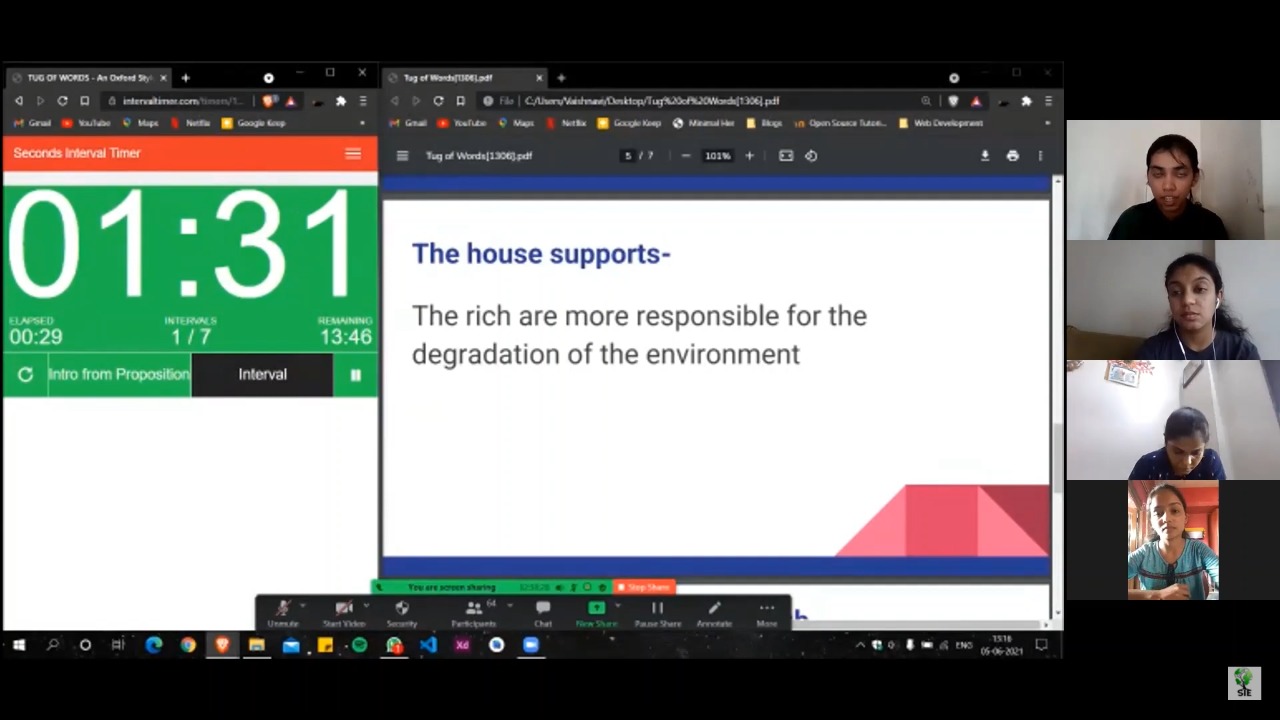 TUG OF WORDS - An Oxford Sty
intervaltimer.com/timers/1...
Gmail YouTube Maps Netflix Google Keep
Seconds Interval Timer
01:31
ELAPSED INTERVALS REMAINING
00:29 1 / 7 13:46
Intro from Proposition Interval
Tug of Words[1306].pdf
File C:/Users/Vaishnavi/Desktop/Tug%20of%20Words[1306].pdf
Gmail YouTube Maps Netflix Google Keep Minimal Her Blogs Open Source Tutori... Web Development
Tug of Words[1306].pdf 5 / 7 101%
The house supports-
The rich are more responsible for the
degradation of the environment
You are screen sharing Stop Share
64
Unmute Start Video Security Participants Chat New Share Pause Share Annotate More
Xd
ENG 15:16
05-06-2021
STE